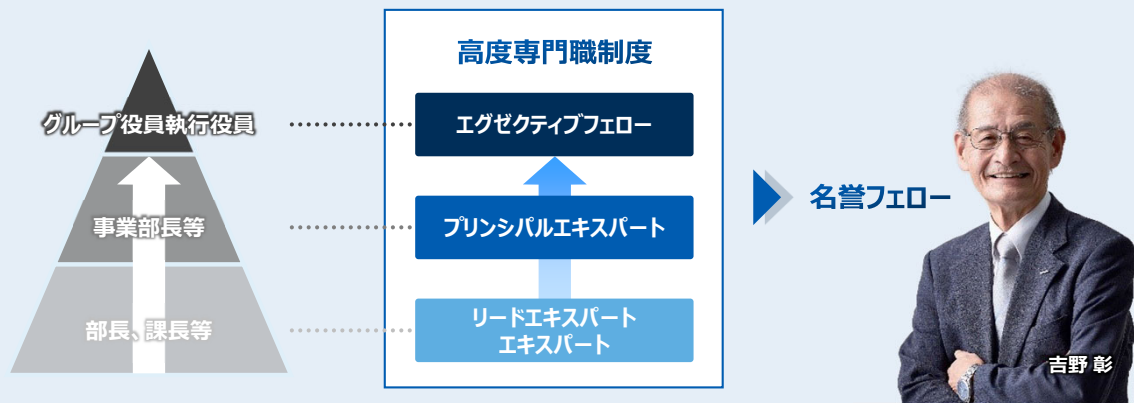 高度専門職制度
グループ役員執行役員
エグゼクティブフェロー
事業部長等
プリンシパルエキスパート
名誉フェロー
部長、課長等
リードエキスパート
エキスパート
吉野 彰